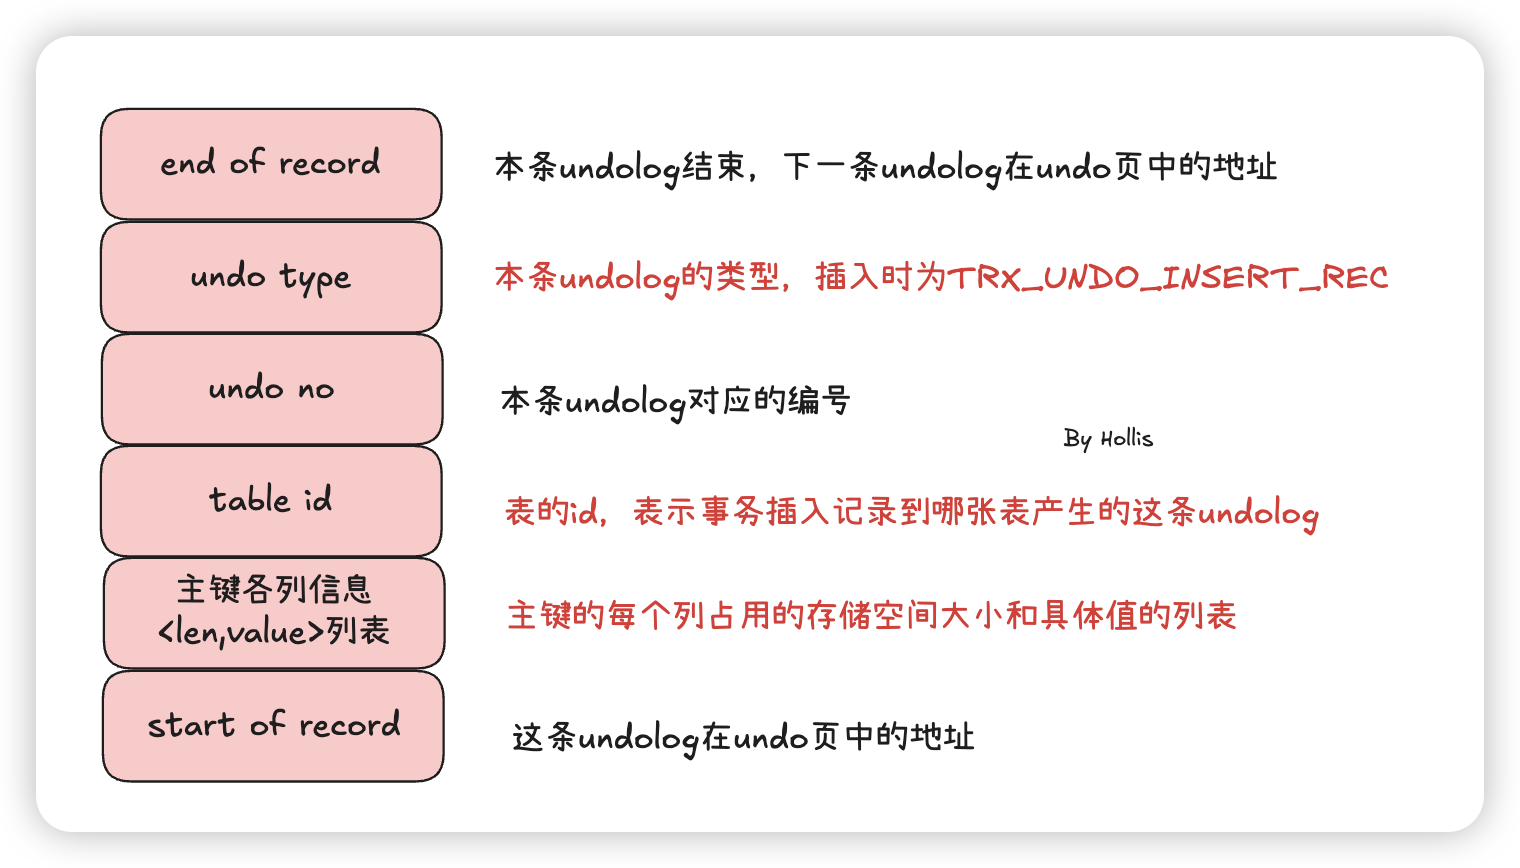 end of record
本条undolog结束，下一条undolog在undo页中的地址
undo type
本条undolog的类型，插入时为TRX_UNDO_INSERT_REC
undo no
本条undolog对应的编号
By Hollis
table id
表的id，表示事务插入记录到哪张表产生的这条undolog
主键各列信息
<len,value>列表
主键的每个列占用的存储空间大小和具体值的列表
start of record
这条undolog在undo页中的地址